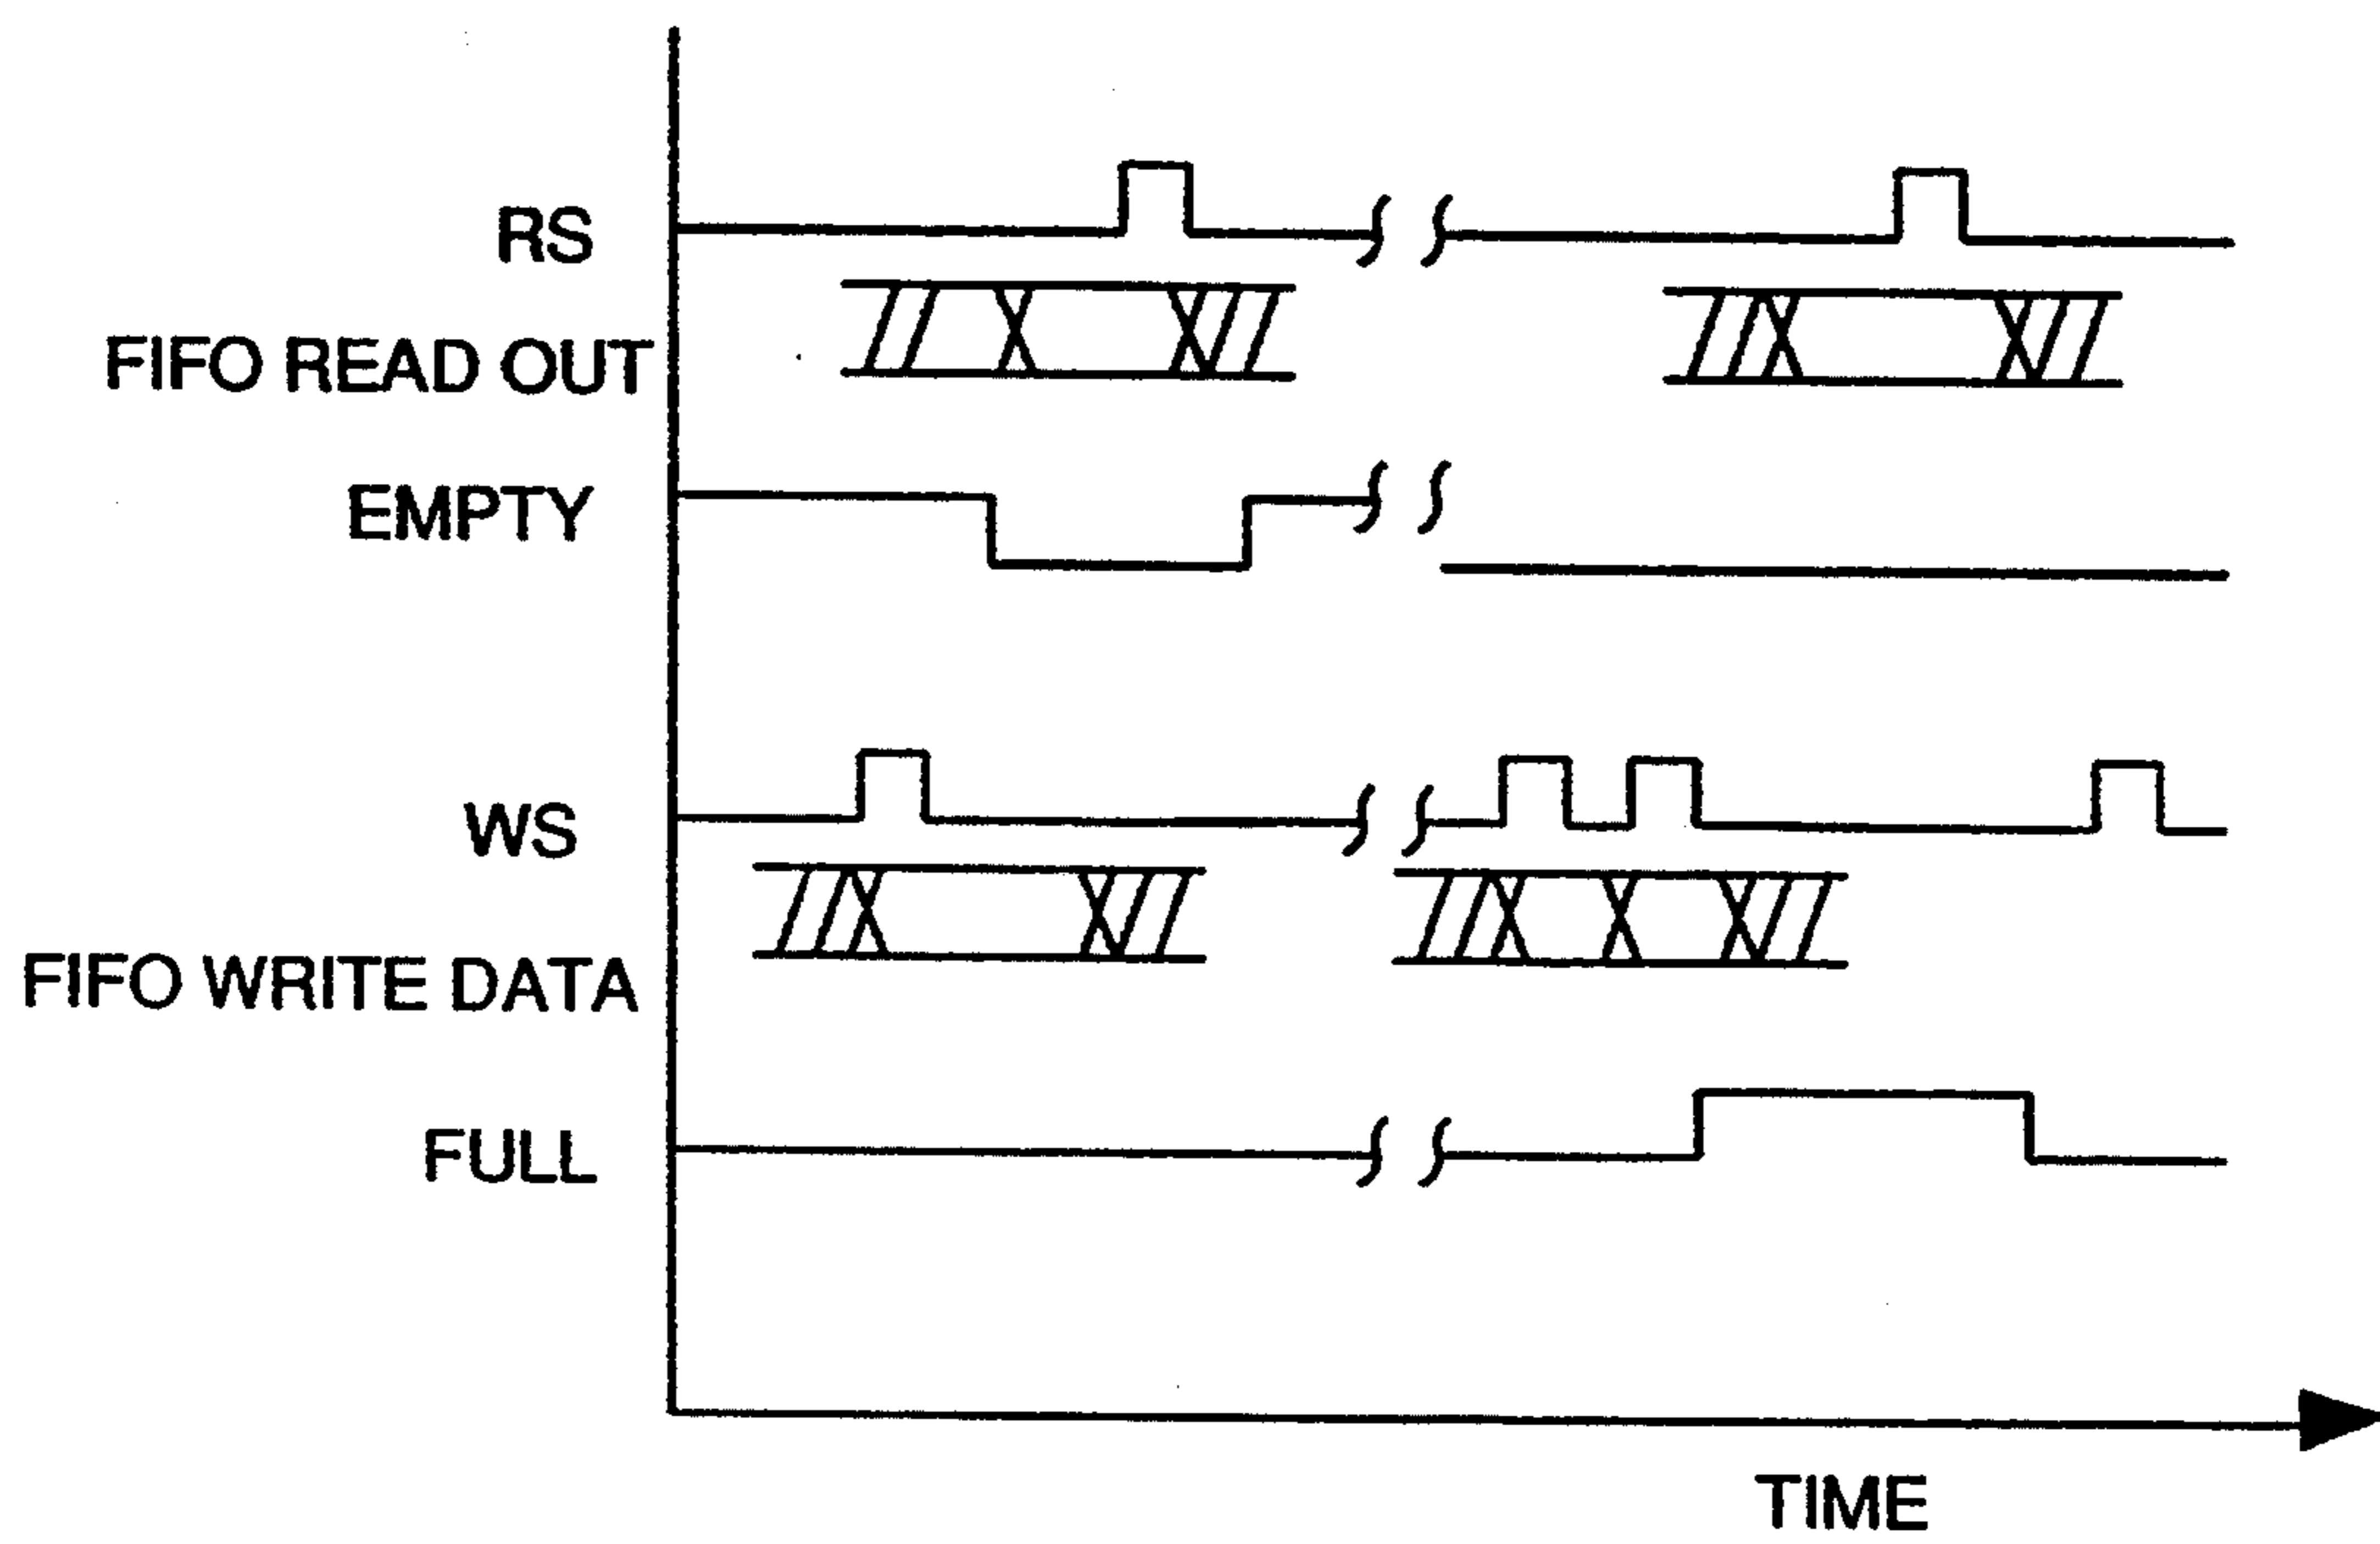 RS
FIFO READ OUT
EMPTY
WS
FIFO WRITE DATA
FULL
TIME